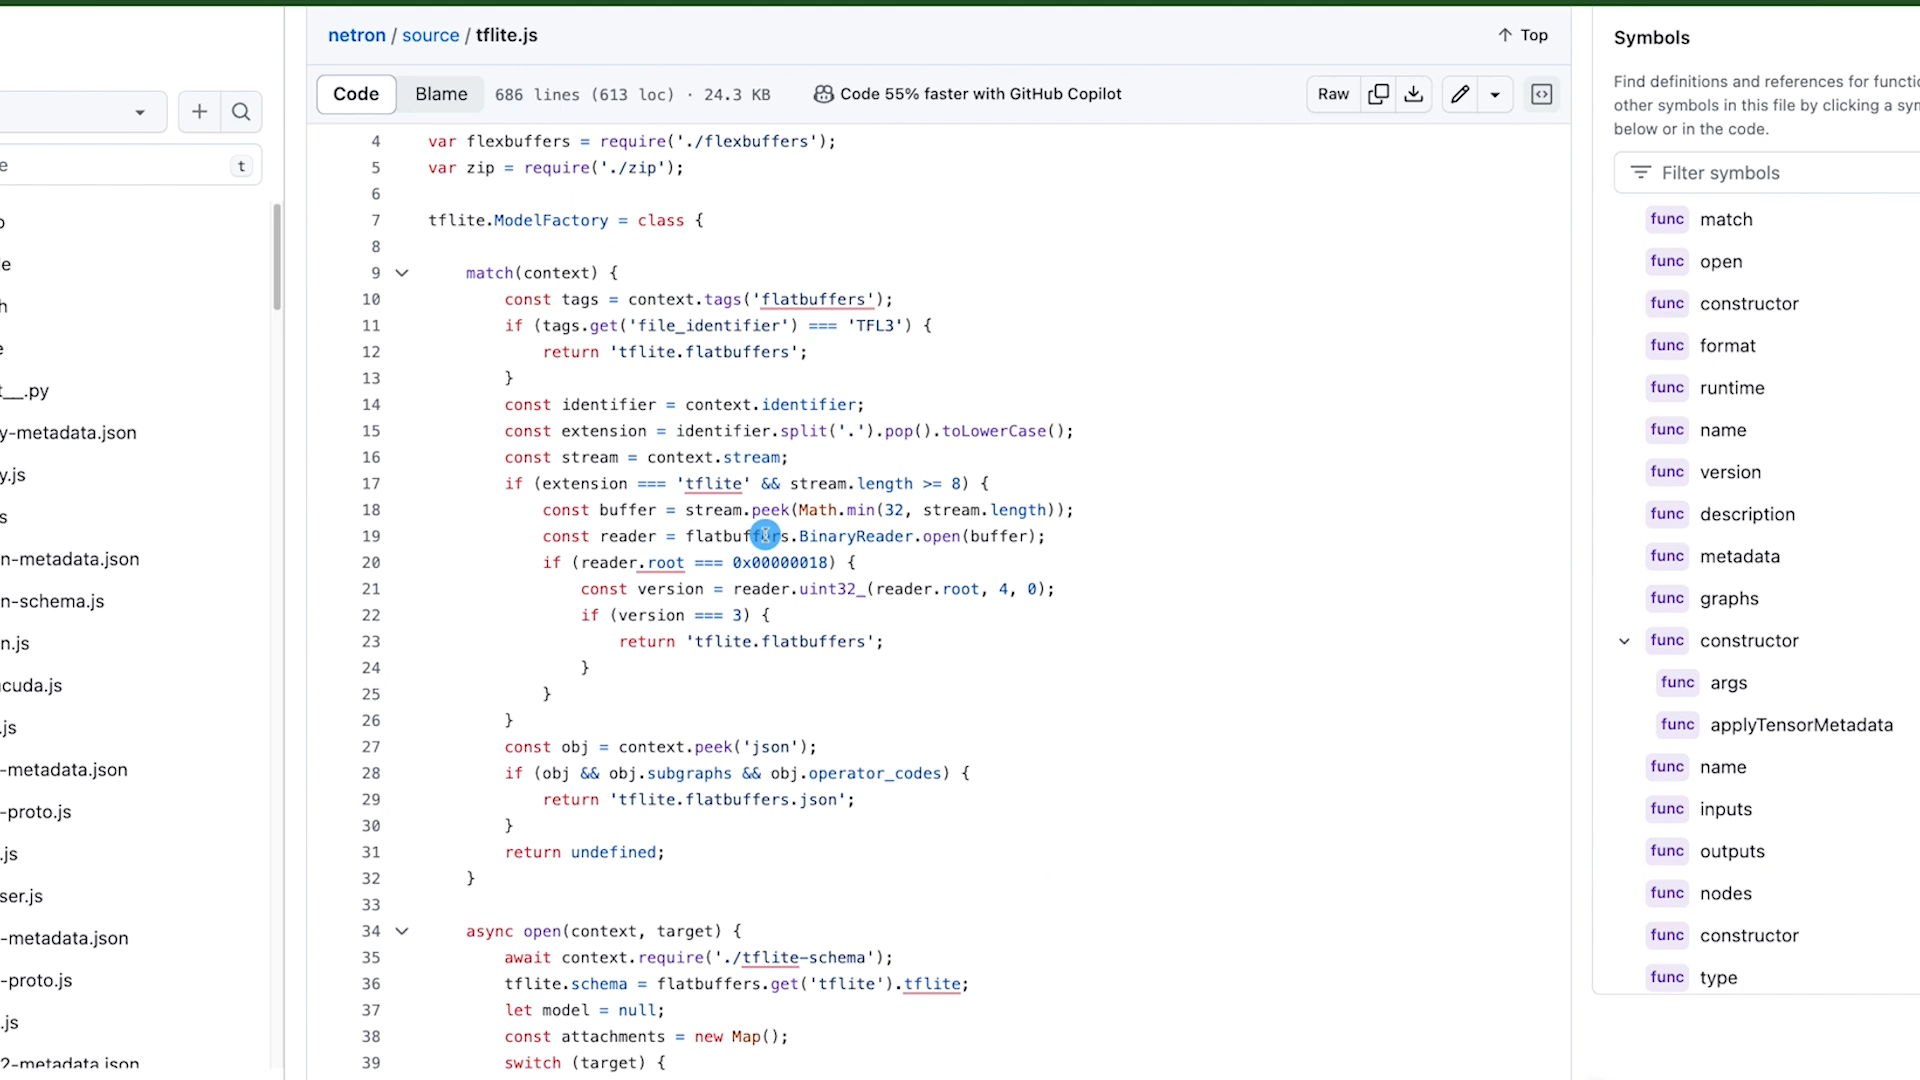 netron / source / tflite.js
Top
Code
Blame
686 lines (613 loc) · 24.3 KB
Code 55% faster with GitHub Copilot
Raw
e
t
o
le
h
e
t__.py
y-metadata.json
y.js
s
n-metadata.json
n-schema.js
n.js
cuda.js
.js
-metadata.json
-proto.js
.js
ser.js
-metadata.json
-proto.js
.js
2-metadata.json
4 var flexbuffers = require('./flexbuffers');
5 var zip = require('./zip');
6
7 tflite.ModelFactory = class {
8
9 match(context) {
10 const tags = context.tags('flatbuffers');
11 if (tags.get('file_identifier') === 'TFL3') {
12 return 'tflite.flatbuffers';
13 }
14 const identifier = context.identifier;
15 const extension = identifier.split('.').pop().toLowerCase();
16 const stream = context.stream;
17 if (extension === 'tflite' && stream.length >= 8) {
18 const buffer = stream.peek(Math.min(32, stream.length));
19 const reader = flatbuffers.BinaryReader.open(buffer);
20 if (reader.root === 0x00000018) {
21 const version = reader.uint32_(reader.root, 4, 0);
22 if (version === 3) {
23 return 'tflite.flatbuffers';
24 }
25 }
26 }
27 const obj = context.peek('json');
28 if (obj && obj.subgraphs && obj.operator_codes) {
29 return 'tflite.flatbuffers.json';
30 }
31 return undefined;
32 }
33
34 async open(context, target) {
35 await context.require('./tflite-schema');
36 tflite.schema = flatbuffers.get('tflite').tflite;
37 let model = null;
38 const attachments = new Map();
39 switch (target) {
Symbols
Find definitions and references for functio
other symbols in this file by clicking a sym
below or in the code.
Filter symbols
func match
func open
func constructor
func format
func runtime
func name
func version
func description
func metadata
func graphs
func constructor
func args
func applyTensorMetadata
func name
func inputs
func outputs
func nodes
func constructor
func type